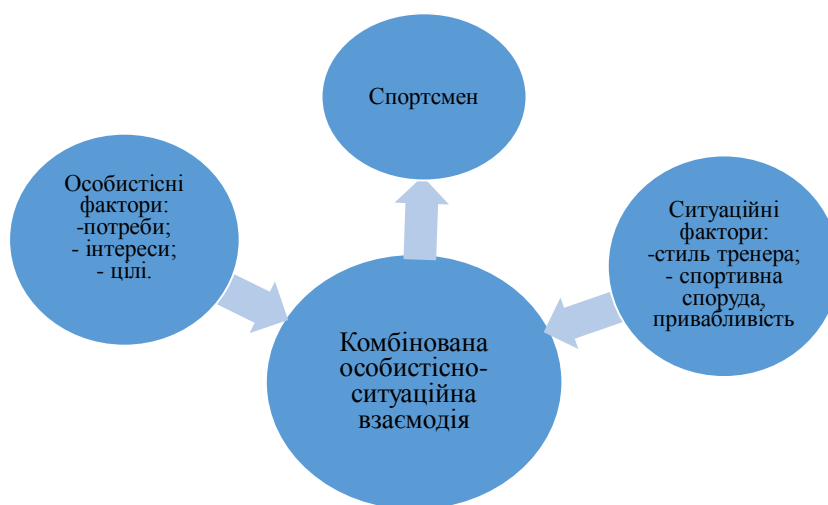 Спортсмен
Особистісні
фактори:
-потреби;
- інтереси;
- цілі.
Ситуаційні
фактори:
-стиль тренера;
- спортивна
споруда,
привабливість
Комбінована
особистісно-
ситуаційна
взаємодія